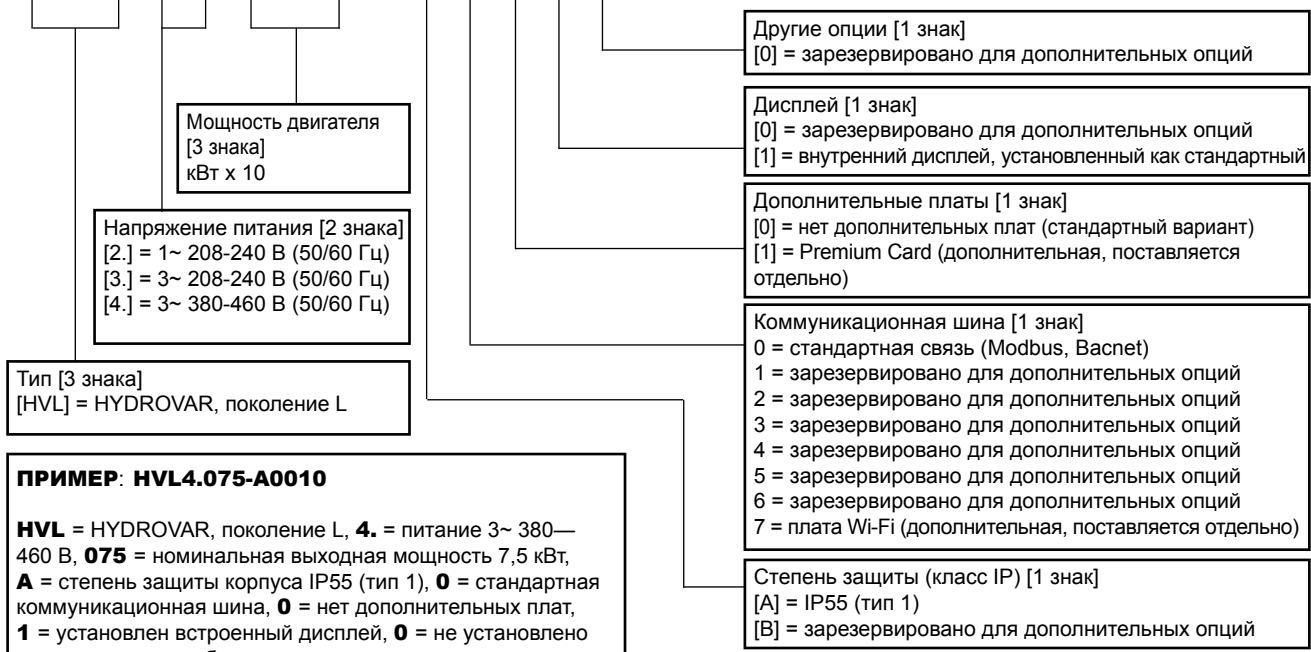 Другие опции [1 знак]
[0] = зарезервировано для дополнительных опций
Дисплей [1 знак]
[0] = зарезервировано для дополнительных опций
[1] = внутренний дисплей, установленный как стандартный
Мощность двигателя
[3 знака]
кВт x 10
Дополнительные платы [1 знак]
[0] = нет дополнительных плат (стандартный вариант)
[1] = Premium Card (дополнительная, поставляется
отдельно)
Напряжение питания [2 знака]
[2.] = 1~ 208-240 В (50/60 Гц)
[3.] = 3~ 208-240 В (50/60 Гц)
[4.] = 3~ 380-460 В (50/60 Гц)
Коммуникационная шина [1 знак]
0 = стандартная связь (Modbus, Bacnet)
1 = зарезервировано для дополнительных опций
2 = зарезервировано для дополнительных опций
3 = зарезервировано для дополнительных опций
4 = зарезервировано для дополнительных опций
5 = зарезервировано для дополнительных опций
6 = зарезервировано для дополнительных опций
7 = плата Wi-Fi (дополнительная, поставляется отдельно)
Тип [3 знака]
[HVL] = HYDROVAR, поколение L
ПРИМЕР: HVL4.075-A0010
HVL = HYDROVAR, поколение L, 4. = питание 3~ 380—
460 В, 075 = номинальная выходная мощность 7,5 кВт,
A = степень защиты корпуса IP55 (тип 1), 0 = стандартная
коммуникационная шина, 0 = нет дополнительных плат,
1 = установлен встроенный дисплей, 0 = не установлено
Степень защиты (класс IP) [1 знак]
[A] = IP55 (тип 1)
[B] = зарезервировано для дополнительных опций